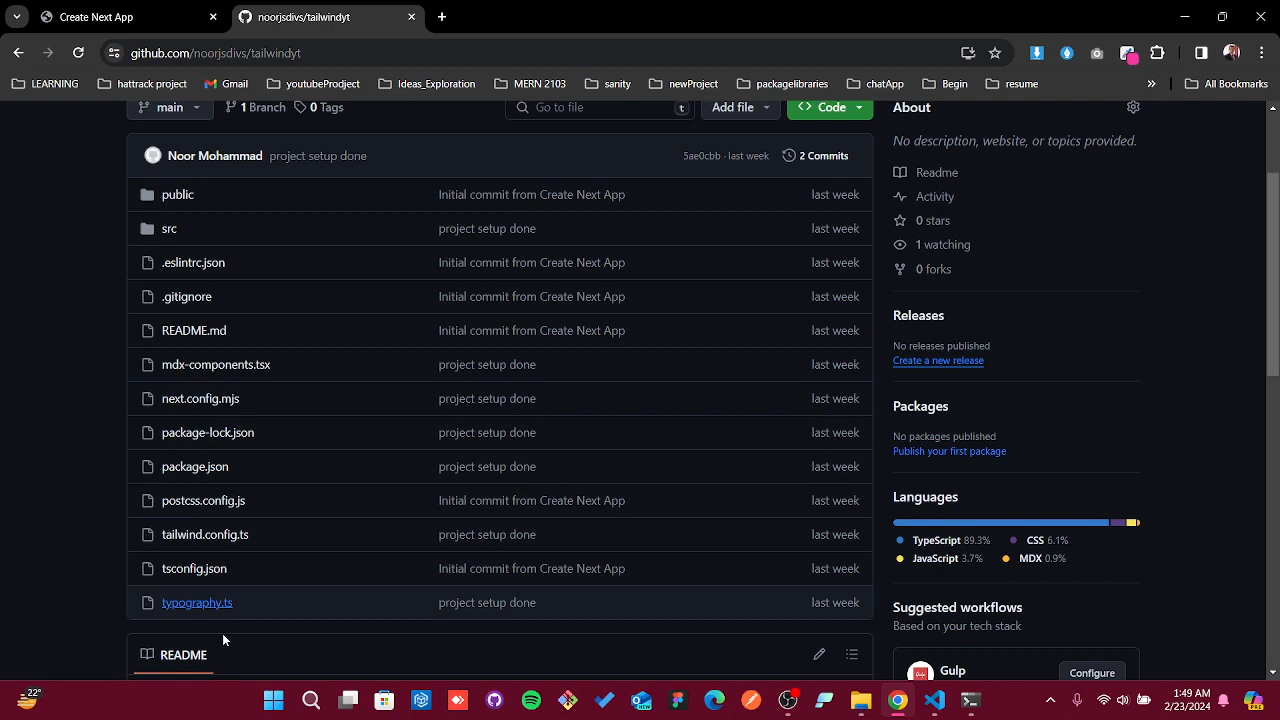 Create Next App
noorjsdivs/tailwindyt
github.com/noorjsdivs/tailwindyt
LEARNING
hattrack project
Gmail
youtubeProdject
Ideas_Exploration
MERN 2103
sanity
newProject
packagelibraries
chatApp
Begin
resume
All Bookmarks
main
1 Branch
0 Tags
Go to file
t
Add file
Code
About
No description, website, or topics provided.
Noor Mohammad project setup done
5ae0cbb · last week
2 Commits
public Initial commit from Create Next App last week
src project setup done last week
.eslintrc.json Initial commit from Create Next App last week
.gitignore Initial commit from Create Next App last week
README.md Initial commit from Create Next App last week
mdx-components.tsx project setup done last week
next.config.mjs project setup done last week
package-lock.json project setup done last week
package.json project setup done last week
postcss.config.js Initial commit from Create Next App last week
tailwind.config.ts project setup done last week
tsconfig.json Initial commit from Create Next App last week
typography.ts project setup done last week
README
Readme
Activity
0 stars
1 watching
0 forks
Releases
No releases published
Create a new release
Packages
No packages published
Publish your first package
Languages
TypeScript 89.3% CSS 6.1%
JavaScript 3.7% MDX 0.9%
Suggested workflows
Based on your tech stack
Gulp
Configure
22°
1:49 AM
2/23/2024